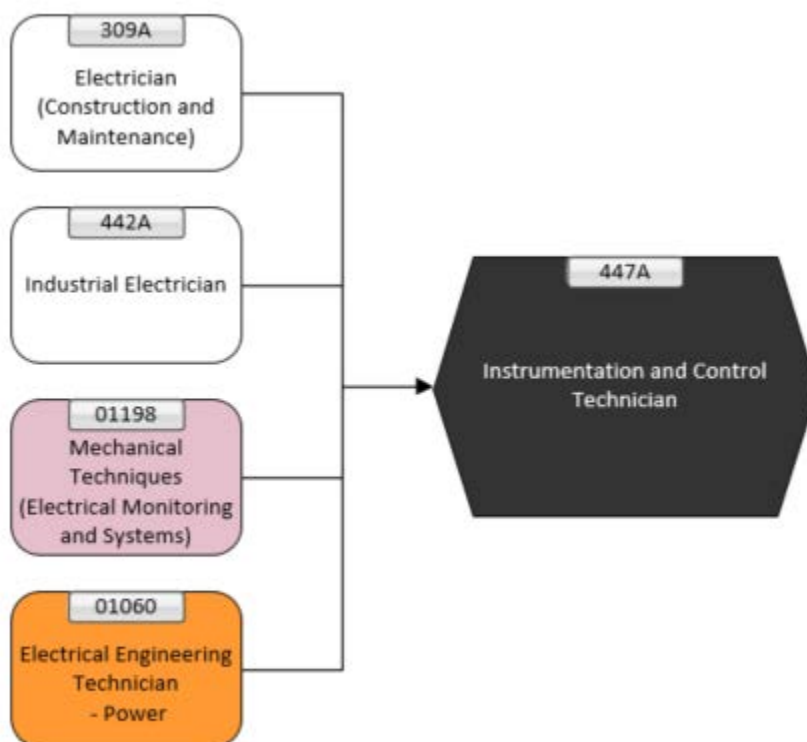 309A
Electrician
(Construction and
Maintenance)
442A
Industrial Electrician
01198
Mechanical
Techniques
(Electrical Monitoring
and Systems)
01060
Electrical Engineering
Technician
- Power
447A
Instrumentation and Control
Technician